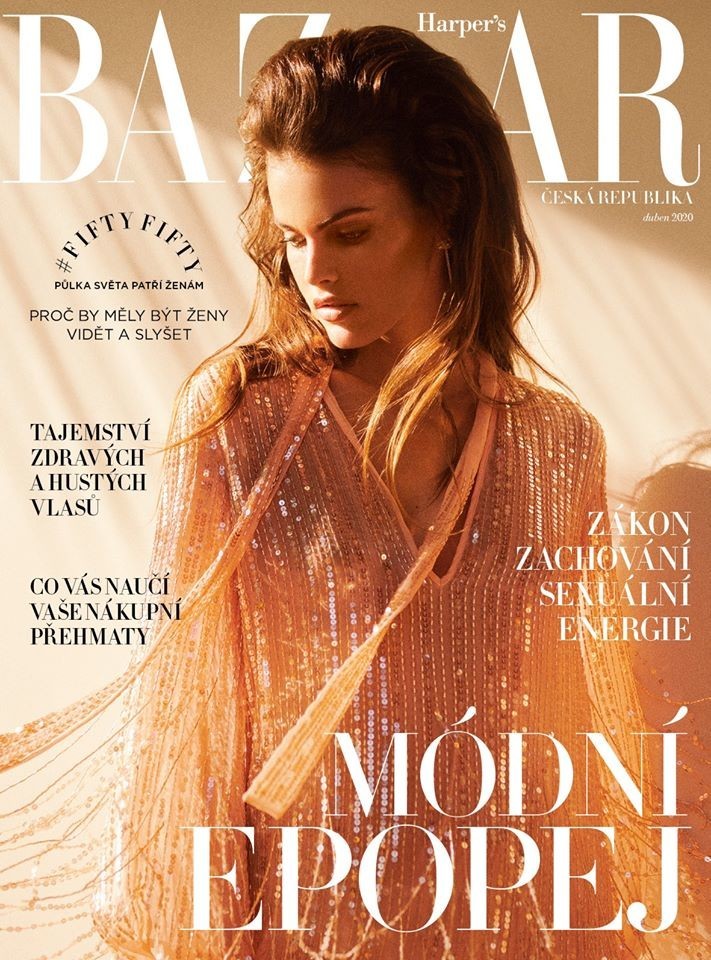 Harper's
BAZAAR
ČESKÁ REPUBLIKA
duben 2020
#FIFTY FIFTY
PŮLKA SVĚTA PATŘÍ ŽENÁM
PROČ BY MĚLY BÝT ŽENY
VIDĚT A SLYŠET
TAJEMSTVÍ
ZDRAVÝCH
A HUSTÝCH
VLASŮ
ZÁKON
ZACHOVÁNÍ
SEXUÁLNÍ
ENERGIE
CO VÁS NAUČÍ
VAŠE NÁKUPNÍ
PŘEHMATY
MÓDNÍ
EPOPEJ